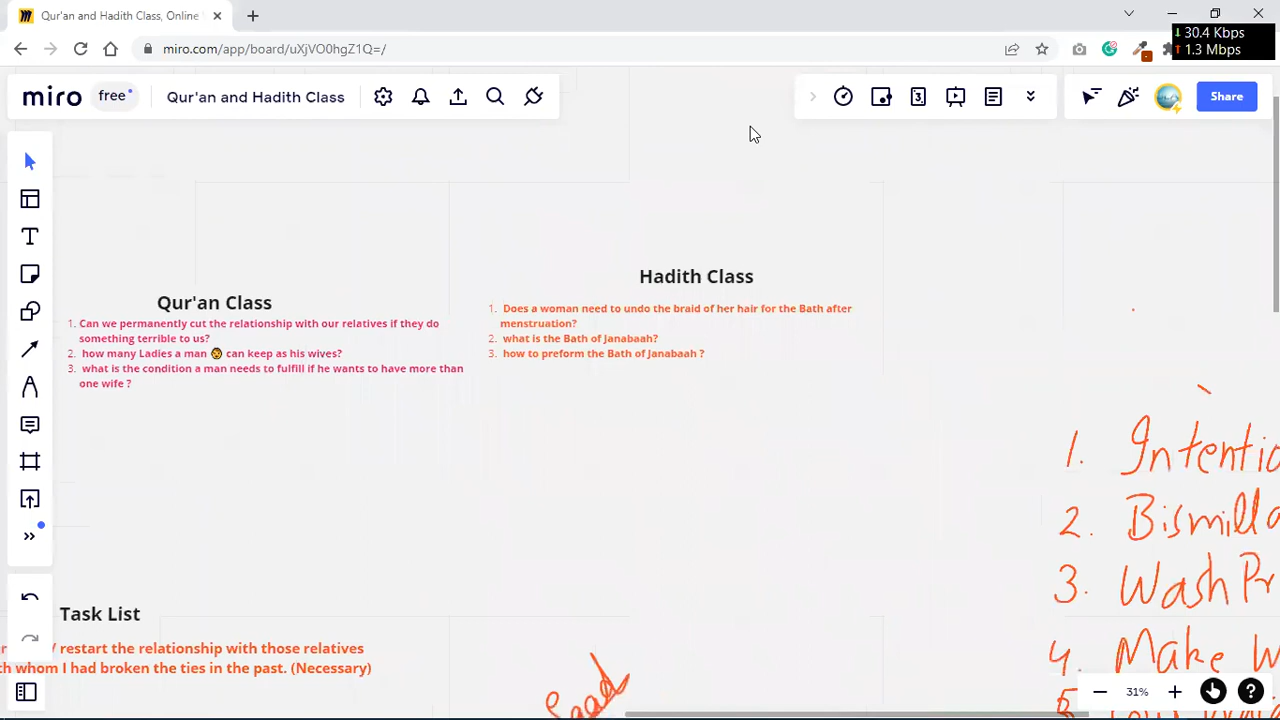 Qur'an and Hadith Class, Online
miro.com/app/board/uXjVO0hgZ1Q=/
30.4 Kbps
1.3 Mbps
miro
free
Qur'an and Hadith Class
3
Share
Hadith Class
1. Does a woman need to undo the braid of her hair for the Bath after
menstruation?
2. what is the Bath of Janabaah?
3. how to preform the Bath of Janabaah ?
Qur'an Class
1. Can we permanently cut the relationship with our relatives if they do
something terrible to us?
2. how many Ladies a man 👩 can keep as his wives?
3. what is the condition a man needs to fulfill if he wants to have more than
one wife ?
1. Intentio
2. Bismilla
3. Wash Pr
4. Make W
5.
Task List
/ restart the relationship with those relatives
th whom I had broken the ties in the past. (Necessary)
31%